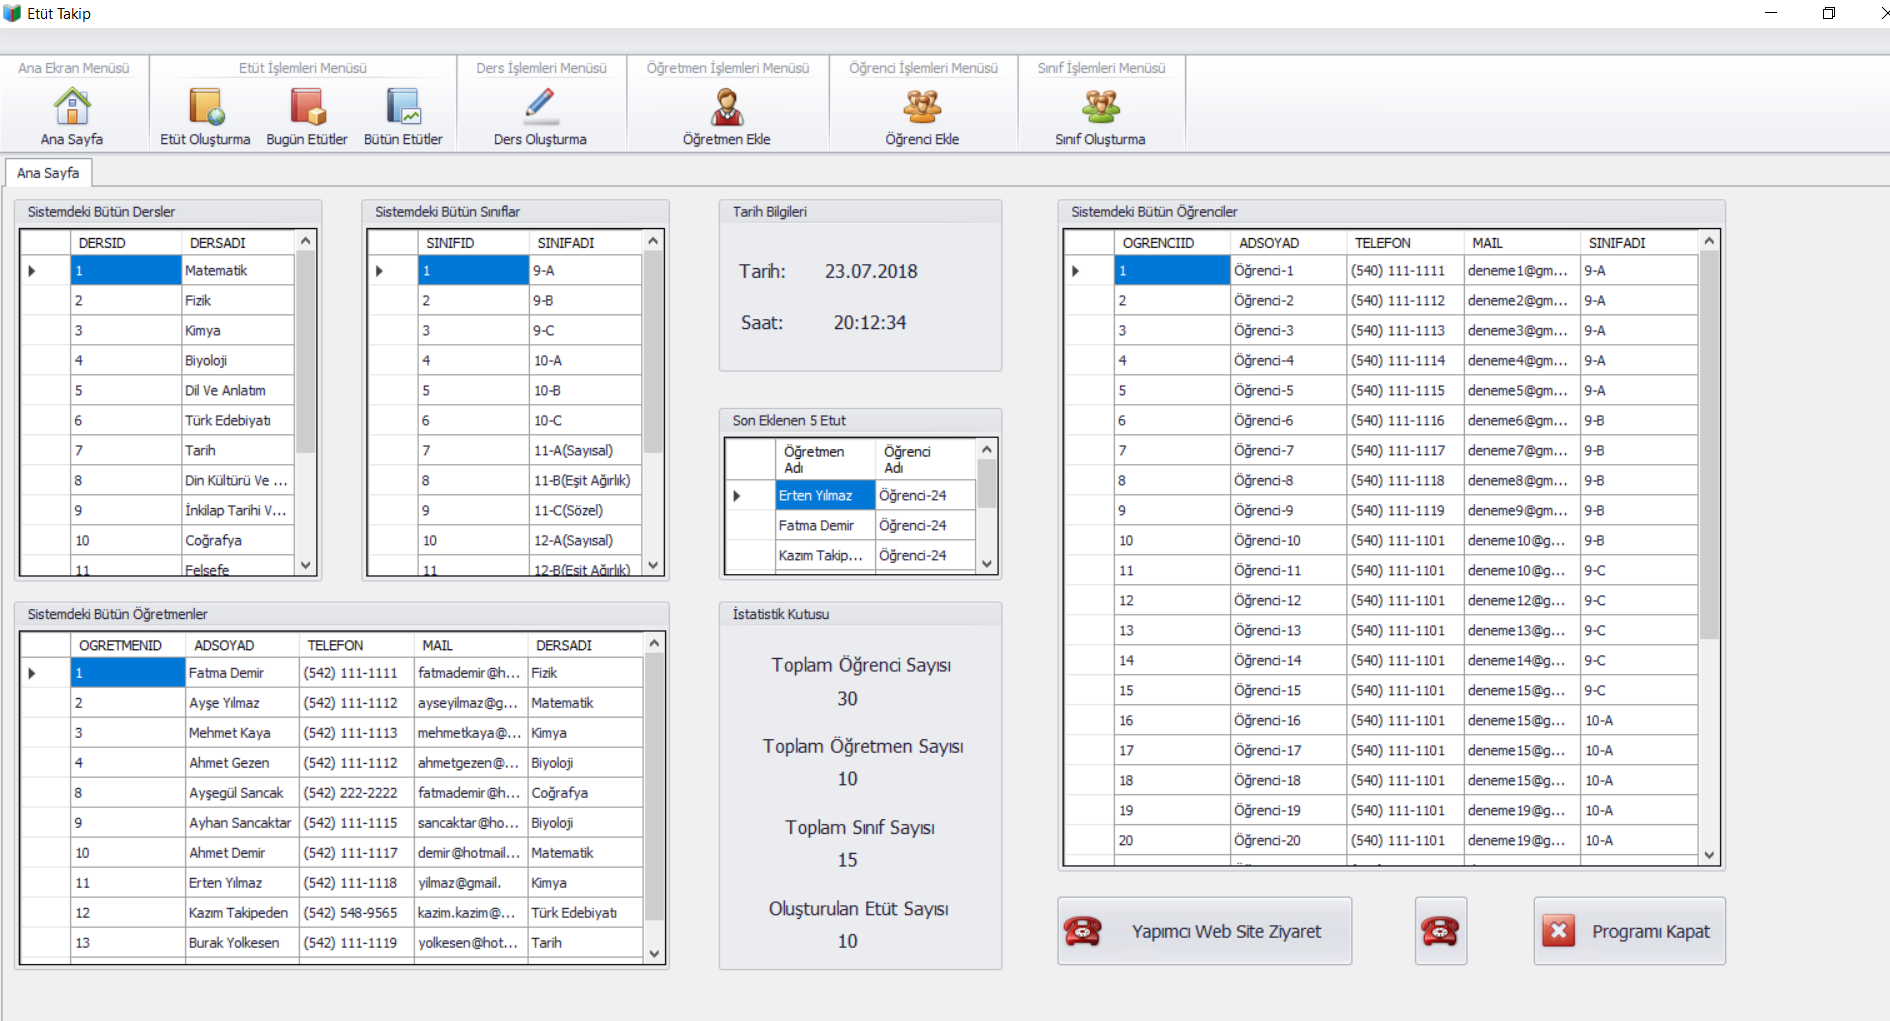 Etüt Takip
Ana Ekran Menüsü
Etüt İşlemleri Menüsü
Ders İşlemleri Menüsü
Öğretmen İşlemleri Menüsü
Öğrenci İşlemleri Menüsü
Sınıf İşlemleri Menüsü
Ana Sayfa
Etüt Oluşturma
Bugün Etütler
Bütün Etütler
Ders Oluşturma
Öğretmen Ekle
Öğrenci Ekle
Sınıf Oluşturma
Ana Sayfa
Sistemdeki Bütün Dersler
DERSID DERSADI
1 Matematik
2 Fizik
3 Kimya
4 Biyoloji
5 Dil Ve Anlatım
6 Türk Edebiyatı
7 Tarih
8 Din Kültürü Ve ...
9 İnkilap Tarihi V...
10 Coğrafya
11 Felsefe
Sistemdeki Bütün Sınıflar
SINIFID SINIFADI
1 9-A
2 9-B
3 9-C
4 10-A
5 10-B
6 10-C
7 11-A(Sayısal)
8 11-B(Eşit Ağırlık)
9 11-C(Sözel)
10 12-A(Sayısal)
11 12-B(Eşit Ağırlık)
Tarih Bilgileri
Tarih: 23.07.2018
Saat: 20:12:34
Son Eklenen 5 Etut
Öğretmen Adı Öğrenci Adı
Erten Yılmaz Öğrenci-24
Fatma Demir Öğrenci-24
Kazım Takip... Öğrenci-24
Sistemdeki Bütün Öğretmenler
OGRETMENID ADSOYAD TELEFON MAIL DERSADI
1 Fatma Demir (542) 111-1111 fatmademir@h... Fizik
2 Ayşe Yılmaz (542) 111-1112 ayseyilmaz@g... Matematik
3 Mehmet Kaya (542) 111-1113 mehmetkaya@... Kimya
4 Ahmet Gezen (542) 111-1112 ahmetgezen@... Biyoloji
8 Ayşegül Sancak (542) 222-2222 fatmademir@h... Coğrafya
9 Ayhan Sancaktar (542) 111-1115 sancaktar@ho... Biyoloji
10 Ahmet Demir (542) 111-1117 demir@hotmail... Matematik
11 Erten Yılmaz (542) 111-1118 yilmaz@gmail. Kimya
12 Kazım Takipeden (542) 548-9565 kazim.kazim@... Türk Edebiyatı
13 Burak Yolkesen (542) 111-1119 yolkesen@hot... Tarih
İstatistik Kutusu
Toplam Öğrenci Sayısı
30
Toplam Öğretmen Sayısı
10
Toplam Sınıf Sayısı
15
Oluşturulan Etüt Sayısı
10
Sistemdeki Bütün Öğrenciler
OGRENCIID ADSOYAD TELEFON MAIL SINIFADI
1 Öğrenci-1 (540) 111-1111 deneme1@gm... 9-A
2 Öğrenci-2 (540) 111-1112 deneme2@gm... 9-A
3 Öğrenci-3 (540) 111-1113 deneme3@gm... 9-A
4 Öğrenci-4 (540) 111-1114 deneme4@gm... 9-A
5 Öğrenci-5 (540) 111-1115 deneme5@gm... 9-A
6 Öğrenci-6 (540) 111-1116 deneme6@gm... 9-B
7 Öğrenci-7 (540) 111-1117 deneme7@gm... 9-B
8 Öğrenci-8 (540) 111-1118 deneme8@gm... 9-B
9 Öğrenci-9 (540) 111-1119 deneme9@gm... 9-B
10 Öğrenci-10 (540) 111-1101 deneme10@g... 9-B
11 Öğrenci-11 (540) 111-1101 deneme10@g... 9-C
12 Öğrenci-12 (540) 111-1101 deneme12@g... 9-C
13 Öğrenci-13 (540) 111-1101 deneme13@g... 9-C
14 Öğrenci-14 (540) 111-1101 deneme14@g... 9-C
15 Öğrenci-15 (540) 111-1101 deneme15@g... 9-C
16 Öğrenci-16 (540) 111-1101 deneme15@g... 10-A
17 Öğrenci-17 (540) 111-1101 deneme15@g... 10-A
18 Öğrenci-18 (540) 111-1101 deneme15@g... 10-A
19 Öğrenci-19 (540) 111-1101 deneme19@g... 10-A
20 Öğrenci-20 (540) 111-1101 deneme19@g... 10-A
Yapımcı Web Site Ziyaret
Programı Kapat